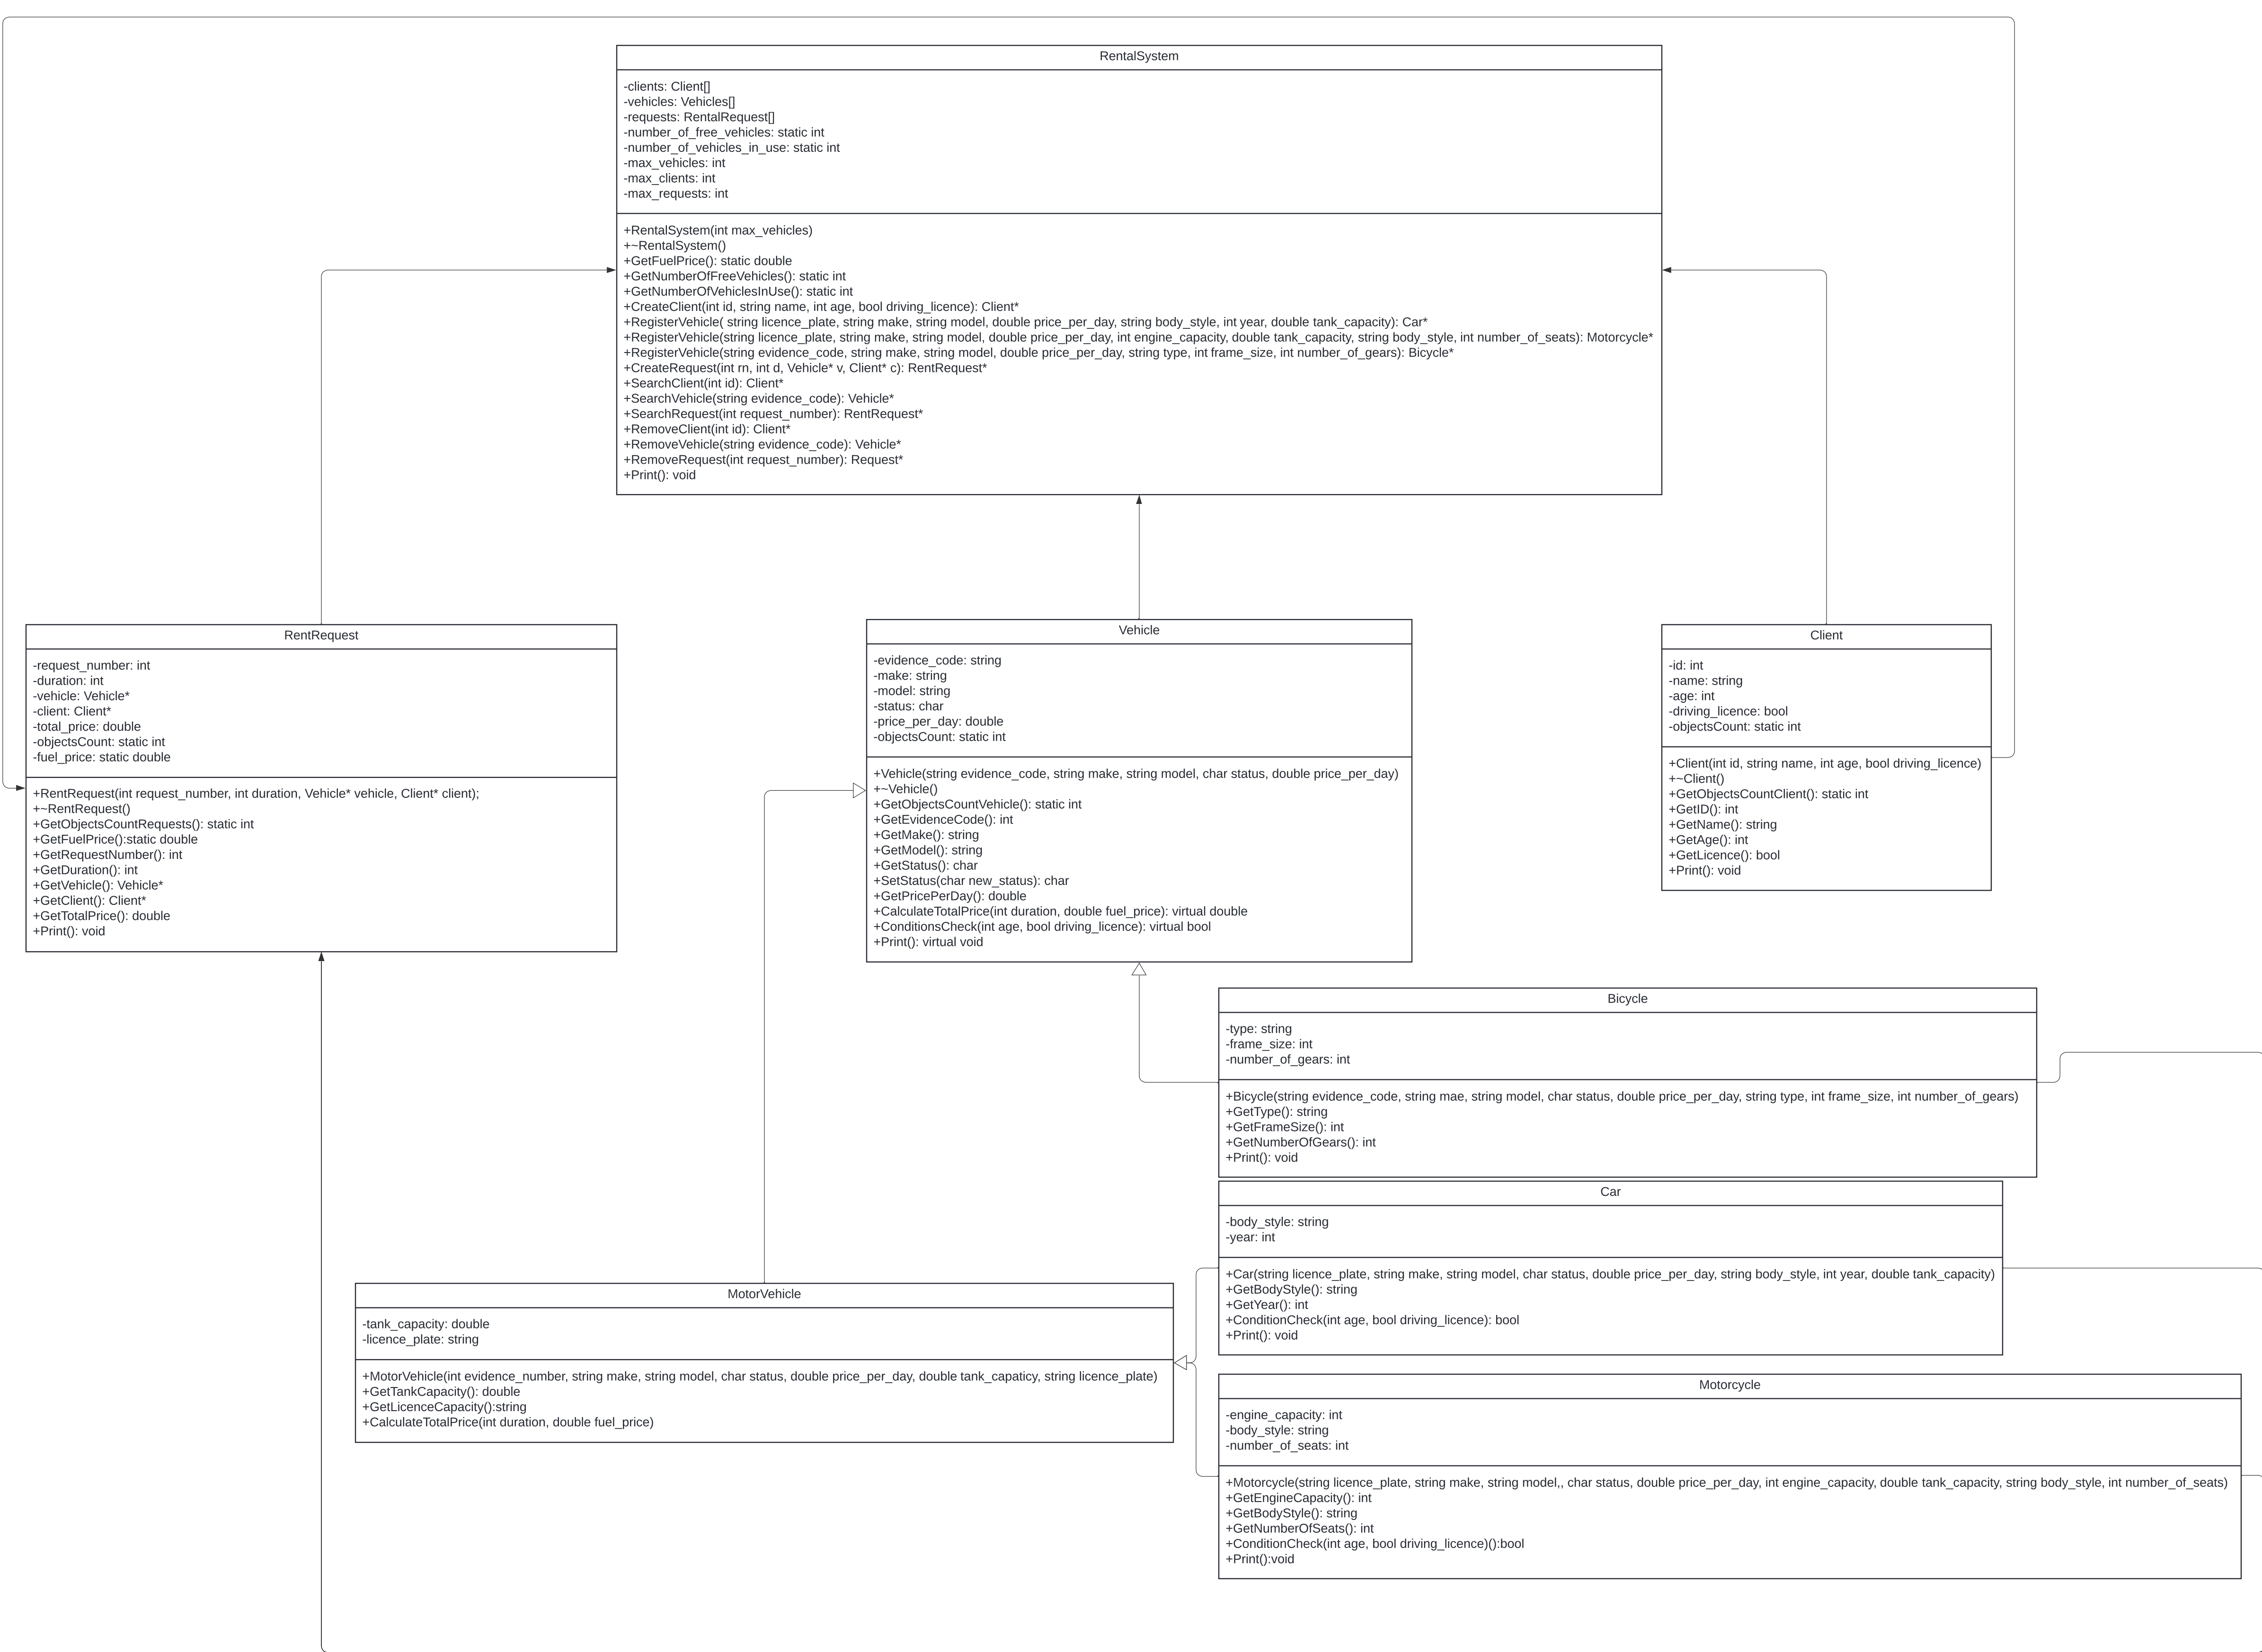 RentalSystem
-clients: Client[]
-vehicles: Vehicles[]
-requests: RentalRequest[]
-number_of_free_vehicles: static int
-number_of_vehicles_in_use: static int
-max_vehicles: int
-max_clients: int
-max_requests: int
+RentalSystem(int max_vehicles)
+~RentalSystem()
+GetFuelPrice(): static double
+GetNumberOfFreeVehicles(): static int
+GetNumberOfVehiclesInUse(): static int
+CreateClient(int id, string name, int age, bool driving_licence): Client*
+RegisterVehicle( string licence_plate, string make, string model, double price_per_day, string body_style, int year, double tank_capacity): Car*
+RegisterVehicle(string licence_plate, string make, string model, double price_per_day, int engine_capacity, double tank_capacity, string body_style, int number_of_seats): Motorcycle*
+RegisterVehicle(string evidence_code, string make, string model, double price_per_day, string type, int frame_size, int number_of_gears): Bicycle*
+CreateRequest(int rn, int d, Vehicle* v, Client* c): RentRequest*
+SearchClient(int id): Client*
+SearchVehicle(string evidence_code): Vehicle*
+SearchRequest(int request_number): RentRequest*
+RemoveClient(int id): Client*
+RemoveVehicle(string evidence_code): Vehicle*
+RemoveRequest(int request_number): Request*
+Print(): void
RentRequest
-request_number: int
-duration: int
-vehicle: Vehicle*
-client: Client*
-total_price: double
-objectsCount: static int
-fuel_price: static double
+RentRequest(int request_number, int duration, Vehicle* vehicle, Client* client);
+~RentRequest()
+GetObjectsCountRequests(): static int
+GetFuelPrice():static double
+GetRequestNumber(): int
+GetDuration(): int
+GetVehicle(): Vehicle*
+GetClient(): Client*
+GetTotalPrice(): double
+Print(): void
Vehicle
-evidence_code: string
-make: string
-model: string
-status: char
-price_per_day: double
-objectsCount: static int
+Vehicle(string evidence_code, string make, string model, char status, double price_per_day)
+~Vehicle()
+GetObjectsCountVehicle(): static int
+GetEvidenceCode(): int
+GetMake(): string
+GetModel(): string
+GetStatus(): char
+SetStatus(char new_status): char
+GetPricePerDay(): double
+CalculateTotalPrice(int duration, double fuel_price): virtual double
+ConditionsCheck(int age, bool driving_licence): virtual bool
+Print(): virtual void
Client
-id: int
-name: string
-age: int
-driving_licence: bool
-objectsCount: static int
+Client(int id, string name, int age, bool driving_licence)
+~Client()
+GetObjectsCountClient(): static int
+GetID(): int
+GetName(): string
+GetAge(): int
+GetLicence(): bool
+Print(): void
Bicycle
-type: string
-frame_size: int
-number_of_gears: int
+Bicycle(string evidence_code, string mae, string model, char status, double price_per_day, string type, int frame_size, int number_of_gears)
+GetType(): string
+GetFrameSize(): int
+GetNumberOfGears(): int
+Print(): void
Car
-body_style: string
-year: int
+Car(string licence_plate, string make, string model, char status, double price_per_day, string body_style, int year, double tank_capacity)
+GetBodyStyle(): string
+GetYear(): int
+ConditionCheck(int age, bool driving_licence): bool
+Print(): void
MotorVehicle
-tank_capacity: double
-licence_plate: string
+MotorVehicle(int evidence_number, string make, string model, char status, double price_per_day, double tank_capaticy, string licence_plate)
+GetTankCapacity(): double
+GetLicenceCapacity():string
+CalculateTotalPrice(int duration, double fuel_price)
Motorcycle
-engine_capacity: int
-body_style: string
-number_of_seats: int
+Motorcycle(string licence_plate, string make, string model,, char status, double price_per_day, int engine_capacity, double tank_capacity, string body_style, int number_of_seats)
+GetEngineCapacity(): int
+GetBodyStyle(): string
+GetNumberOfSeats(): int
+ConditionCheck(int age, bool driving_licence)():bool
+Print():void